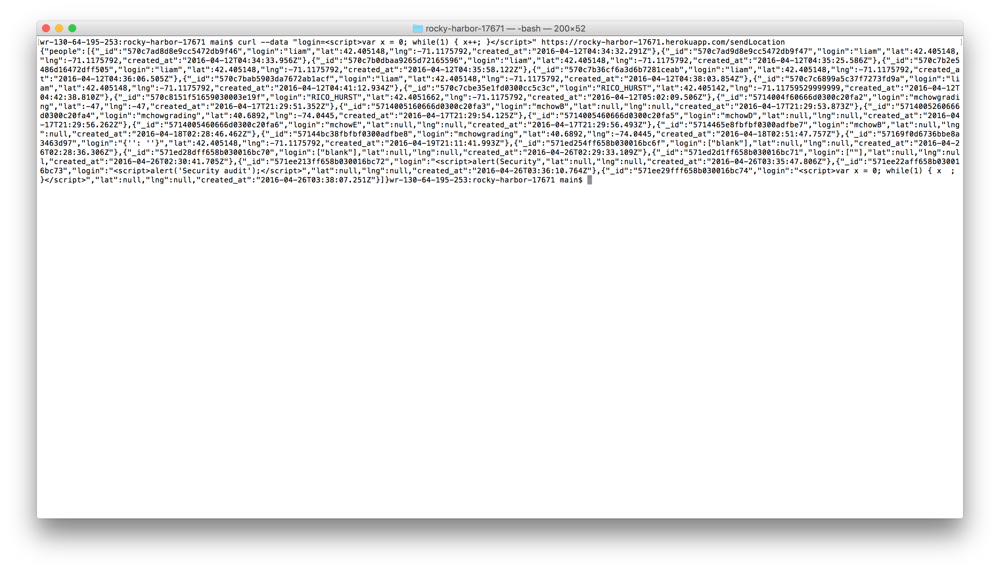 rocky-harbor-17671 — -bash — 200×52
[wr-130-64-195-253:rocky-harbor-17671 main$ curl --data "login=<script>var x = 0; while(1) { x++; }</script>" https://rocky-harbor-17671.herokuapp.com/sendLocation ]
{"people":[{"_id":"570c7ad8d8e9cc5472db9f46","login":"liam","lat":42.405148,"lng":-71.1175792,"created_at":"2016-04-12T04:34:32.291Z"},{"_id":"570c7ad9d8e9cc5472db9f47","login":"liam","lat":42.405148,
"lng":-71.1175792,"created_at":"2016-04-12T04:34:33.956Z"},{"_id":"570c7b0dbaa9265d72165596","login":"liam","lat":42.405148,"lng":-71.1175792,"created_at":"2016-04-12T04:35:25.586Z"},{"_id":"570c7b2e5
486d16472dff505","login":"liam","lat":42.405148,"lng":-71.1175792,"created_at":"2016-04-12T04:35:58.122Z"},{"_id":"570c7b36cf6a3d6b7281ceab","login":"liam","lat":42.405148,"lng":-71.1175792,"created_a
t":"2016-04-12T04:36:06.505Z"},{"_id":"570c7bab5903da7672ab1acf","login":"liam","lat":42.405148,"lng":-71.1175792,"created_at":"2016-04-12T04:38:03.854Z"},{"_id":"570c7c6899a5c37f7273fd9a","login":"li
am","lat":42.405148,"lng":-71.1175792,"created_at":"2016-04-12T04:41:12.934Z"},{"_id":"570c7cbe35e1fd0300cc5c3c","login":"RICO_HURST","lat":42.405142,"lng":-71.11759529999999,"created_at":"2016-04-12T
04:42:38.810Z"},{"_id":"570c8151f51659030003e19f","login":"RICO_HURST","lat":42.4051662,"lng":-71.1175792,"created_at":"2016-04-12T05:02:09.506Z"},{"_id":"5714004f60666d0300c20fa2","login":"mchowgradi
ng","lat":-47,"lng":-47,"created_at":"2016-04-17T21:29:51.352Z"},{"_id":"5714005160666d0300c20fa3","login":"mchowB","lat":null,"lng":null,"created_at":"2016-04-17T21:29:53.873Z"},{"_id":"5714005260666
d0300c20fa4","login":"mchowgrading","lat":40.6892,"lng":-74.0445,"created_at":"2016-04-17T21:29:54.125Z"},{"_id":"5714005460666d0300c20fa5","login":"mchowD","lat":null,"lng":null,"created_at":"2016-04
-17T21:29:56.262Z"},{"_id":"5714005460666d0300c20fa6","login":"mchowE","lat":null,"lng":null,"created_at":"2016-04-17T21:29:56.493Z"},{"_id":"5714465e8fbfbf0300adfbe7","login":"mchowB","lat":null,"lng
":null,"created_at":"2016-04-18T02:28:46.462Z"},{"_id":"57144bc38fbfbf0300adfbe8","login":"mchowgrading","lat":40.6892,"lng":-74.0445,"created_at":"2016-04-18T02:51:47.757Z"},{"_id":"57169f0d6736bbe8a
3463d97","login":"{'': ''}","lat":42.405148,"lng":-71.1175792,"created_at":"2016-04-19T21:11:41.993Z"},{"_id":"571ed254ff658b030016bc6f","login":["blank"],"lat":null,"lng":null,"created_at":"2016-04-2
6T02:28:36.306Z"},{"_id":"571ed28dff658b030016bc70","login":["blank"],"lat":null,"lng":null,"created_at":"2016-04-26T02:29:33.109Z"},{"_id":"571ed2d1ff658b030016bc71","login":[""],"lat":null,"lng":nul
l,"created_at":"2016-04-26T02:30:41.705Z"},{"_id":"571ee213ff658b030016bc72","login":"<script>alert(Security","lat":null,"lng":null,"created_at":"2016-04-26T03:35:47.806Z"},{"_id":"571ee22aff658b03001
6bc73","login":"<script>alert('Security audit');</script>","lat":null,"lng":null,"created_at":"2016-04-26T03:36:10.764Z"},{"_id":"571ee29fff658b030016bc74","login":"<script>var x = 0; while(1) { x  ;
}</script>","lat":null,"lng":null,"created_at":"2016-04-26T03:38:07.251Z"}]}wr-130-64-195-253:rocky-harbor-17671 main$